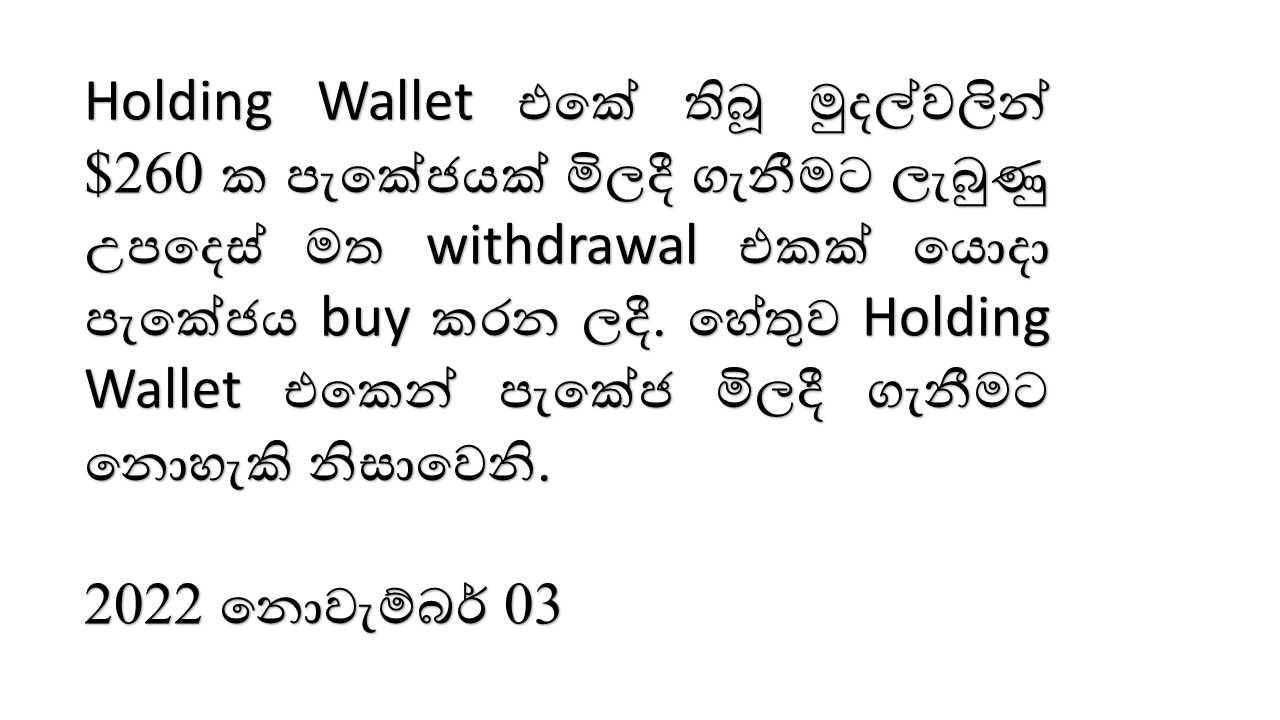 Holding Wallet එකේ තිබූ මුදල්වලින්
$260 ක පැකේජයක් මිලදී ගැනීමට ලැබුණු
උපදෙස් මත withdrawal එකක් යොදා
පැකේජය buy කරන ලදී. හේතුව Holding
Wallet එකෙන් පැකේජ මිලදී ගැනීමට
නොහැකි නිසාවෙනි.
2022 නොවැම්බර් 03